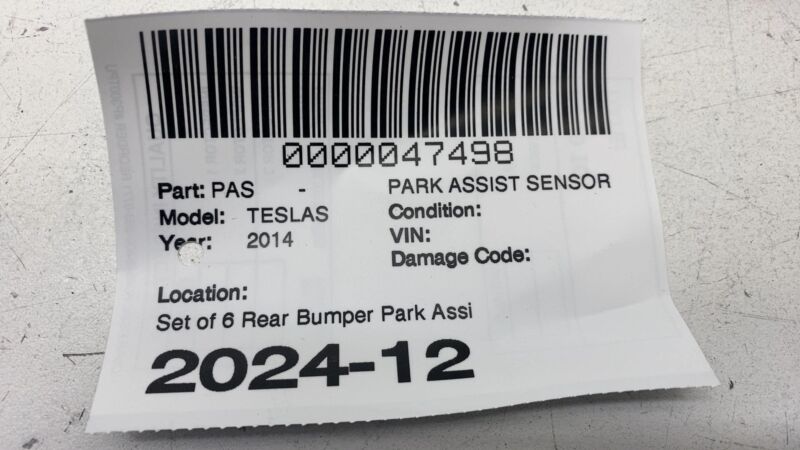 0000047498
Part: PAS - PARK ASSIST SENSOR
Model: TESLAS Condition:
Year: 2014 VIN:
Damage Code:
Location:
Set of 6 Rear Bumper Park Assi
2024-12